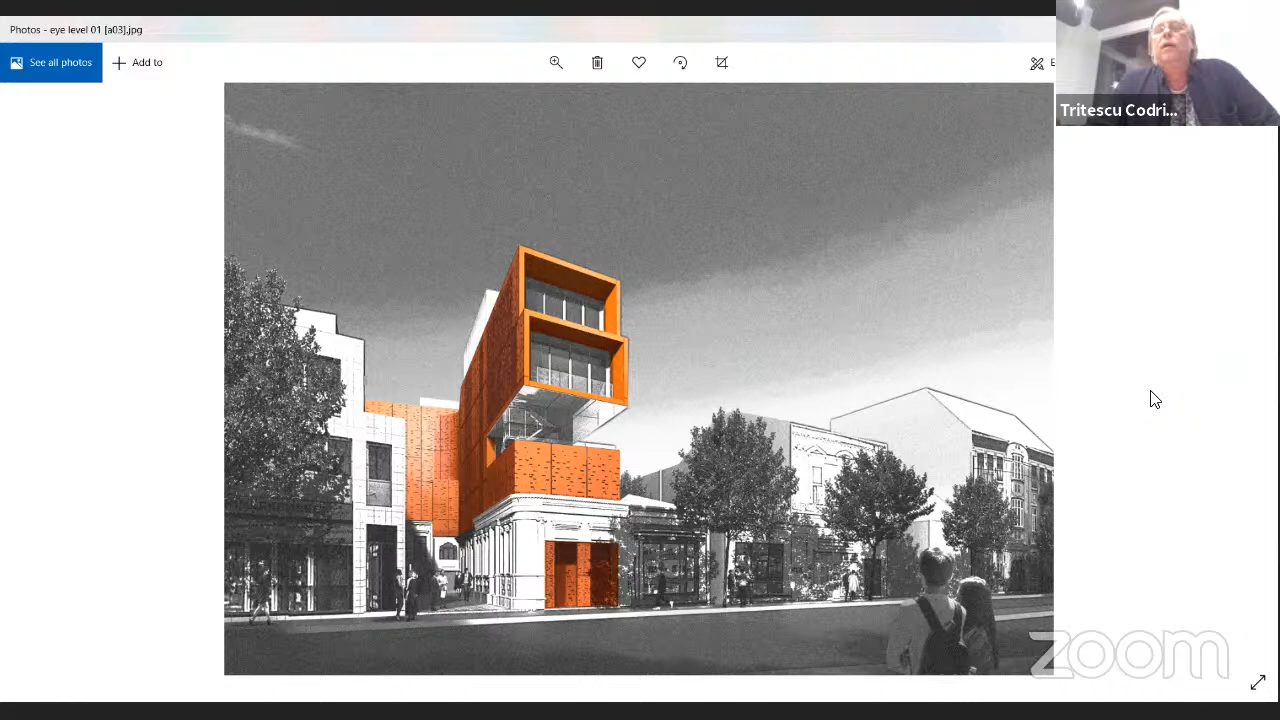 Photos - eye level 01 [a03].jpg
See all photos
Add to
E
Tritescu Codri...
zoom